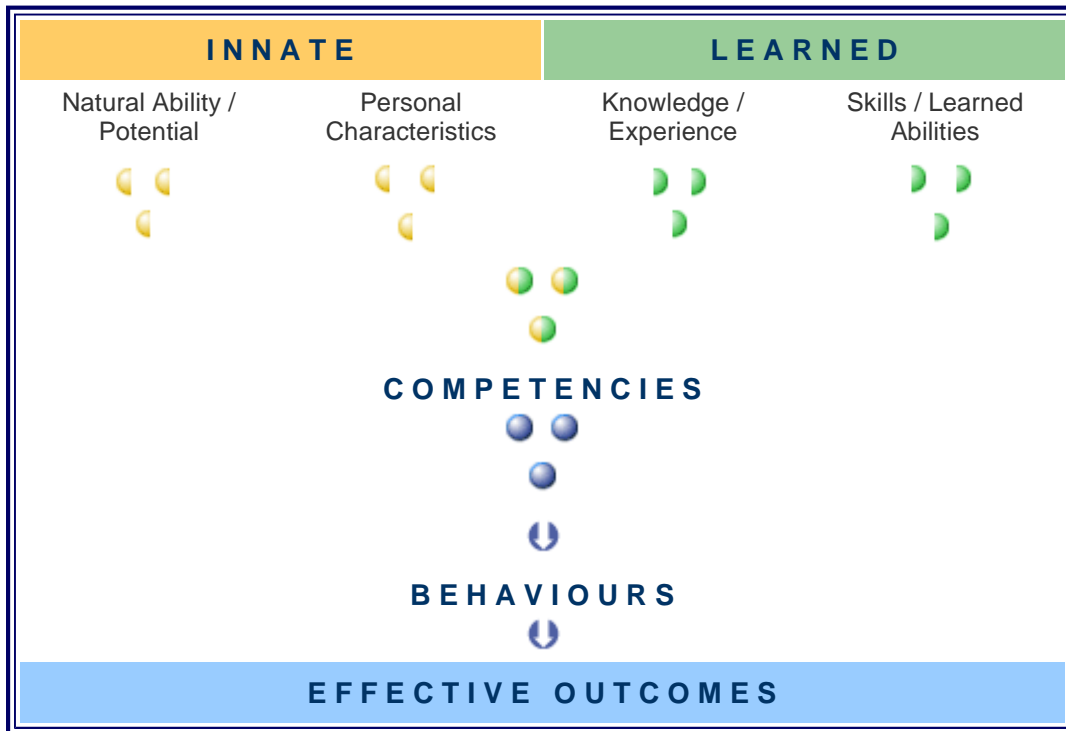 INNATE
LEARNED
Natural Ability /
Potential
Personal
Characteristics
Knowledge /
Experience
Skills / Learned
Abilities
COMPETENCIES
BEHAVIOURS
EFFECTIVE OUTCOMES